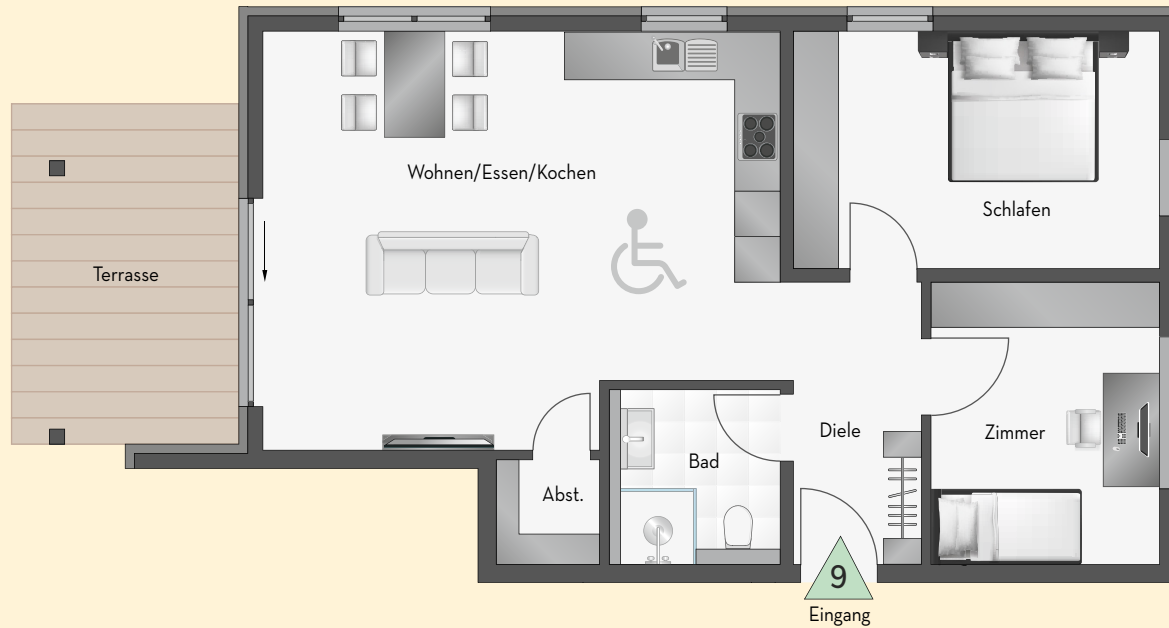 Wohnen/Essen/Kochen
Schlafen
Terrasse
Diele
Zimmer
Bad
Abst.
9
Eingang